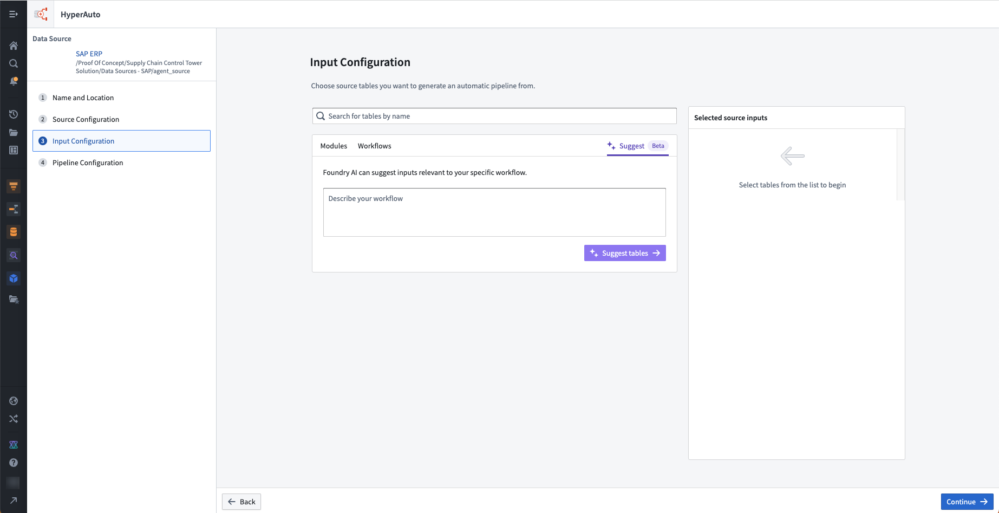 HyperAuto
Data Source
SAP ERP
/Proof Of Concept/Supply Chain Control Tower
Solution/Data Sources - SAP/agent_source
1 Name and Location
2 Source Configuration
3 Input Configuration
4 Pipeline Configuration
Input Configuration
Choose source tables you want to generate an automatic pipeline from.
Search for tables by name
Modules Workflows Suggest Beta
Foundry AI can suggest inputs relevant to your specific workflow.
Describe your workflow
Suggest tables
Selected source inputs
Select tables from the list to begin
Back
Continue